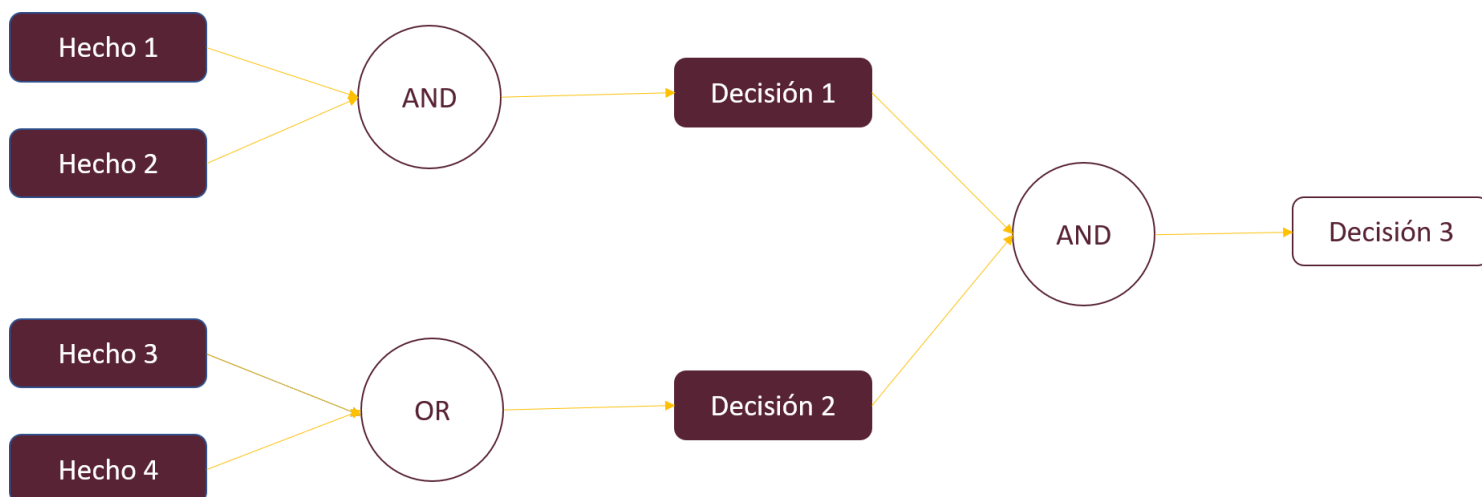 Hecho 1
AND
Decisión 1
Hecho 2
AND
Decisión 3
Hecho 3
OR
Decisión 2
Hecho 4